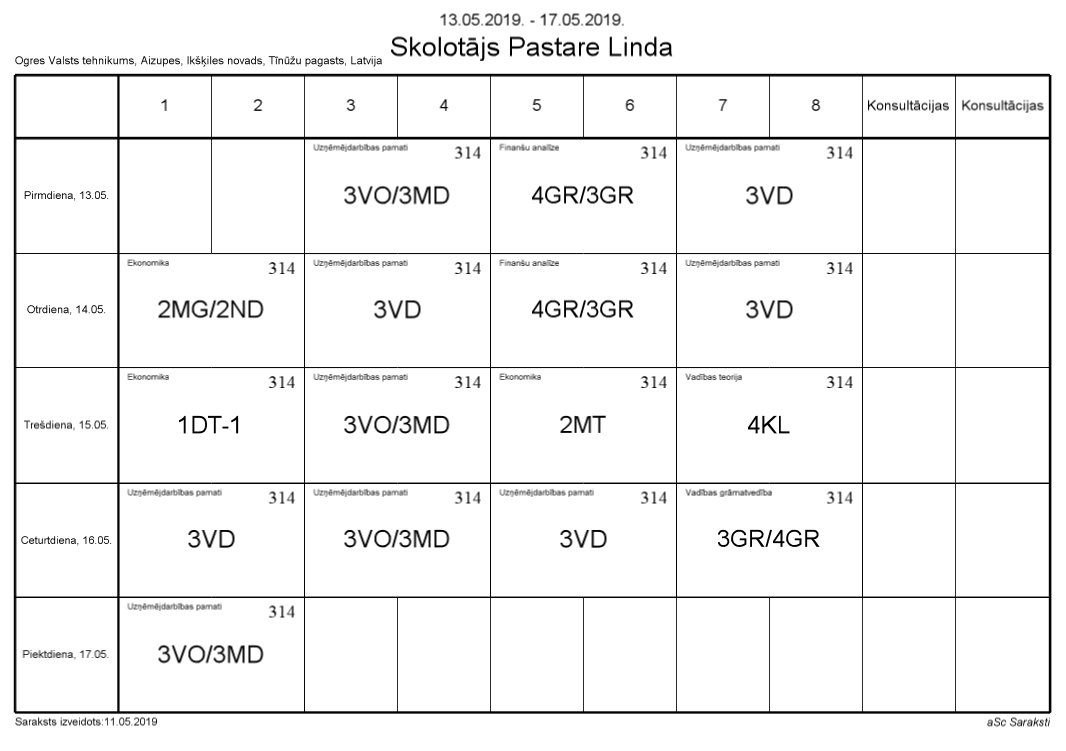 13.05.2019. - 17.05.2019.
Skolotājs Pastare Linda
Ogres Valsts tehnikums, Aizupes, Ikšķiles novads, Tīnūžu pagasts, Latvija
1 2 3 4 5 6 7 8 Konsultācijas Konsultācijas
Pirmdiena, 13.05.
Uzņēmējdarbības pamati 314
3VO/3MD
Finanšu analīze 314
4GR/3GR
Uzņēmējdarbības pamati 314
3VD
Otrdiena, 14.05.
Ekonomika 314
2MG/2ND
Uzņēmējdarbības pamati 314
3VD
Finanšu analīze 314
4GR/3GR
Uzņēmējdarbības pamati 314
3VD
Trešdiena, 15.05.
Ekonomika 314
1DT-1
Uzņēmējdarbības pamati 314
3VO/3MD
Ekonomika 314
2MT
Vadības teorija 314
4KL
Ceturtdiena, 16.05.
Uzņēmējdarbības pamati 314
3VD
Uzņēmējdarbības pamati 314
3VO/3MD
Uzņēmējdarbības pamati 314
3VD
Vadības grāmatvedība 314
3GR/4GR
Piektdiena, 17.05.
Uzņēmējdarbības pamati 314
3VO/3MD
Saraksts izveidots:11.05.2019
aSc Saraksti